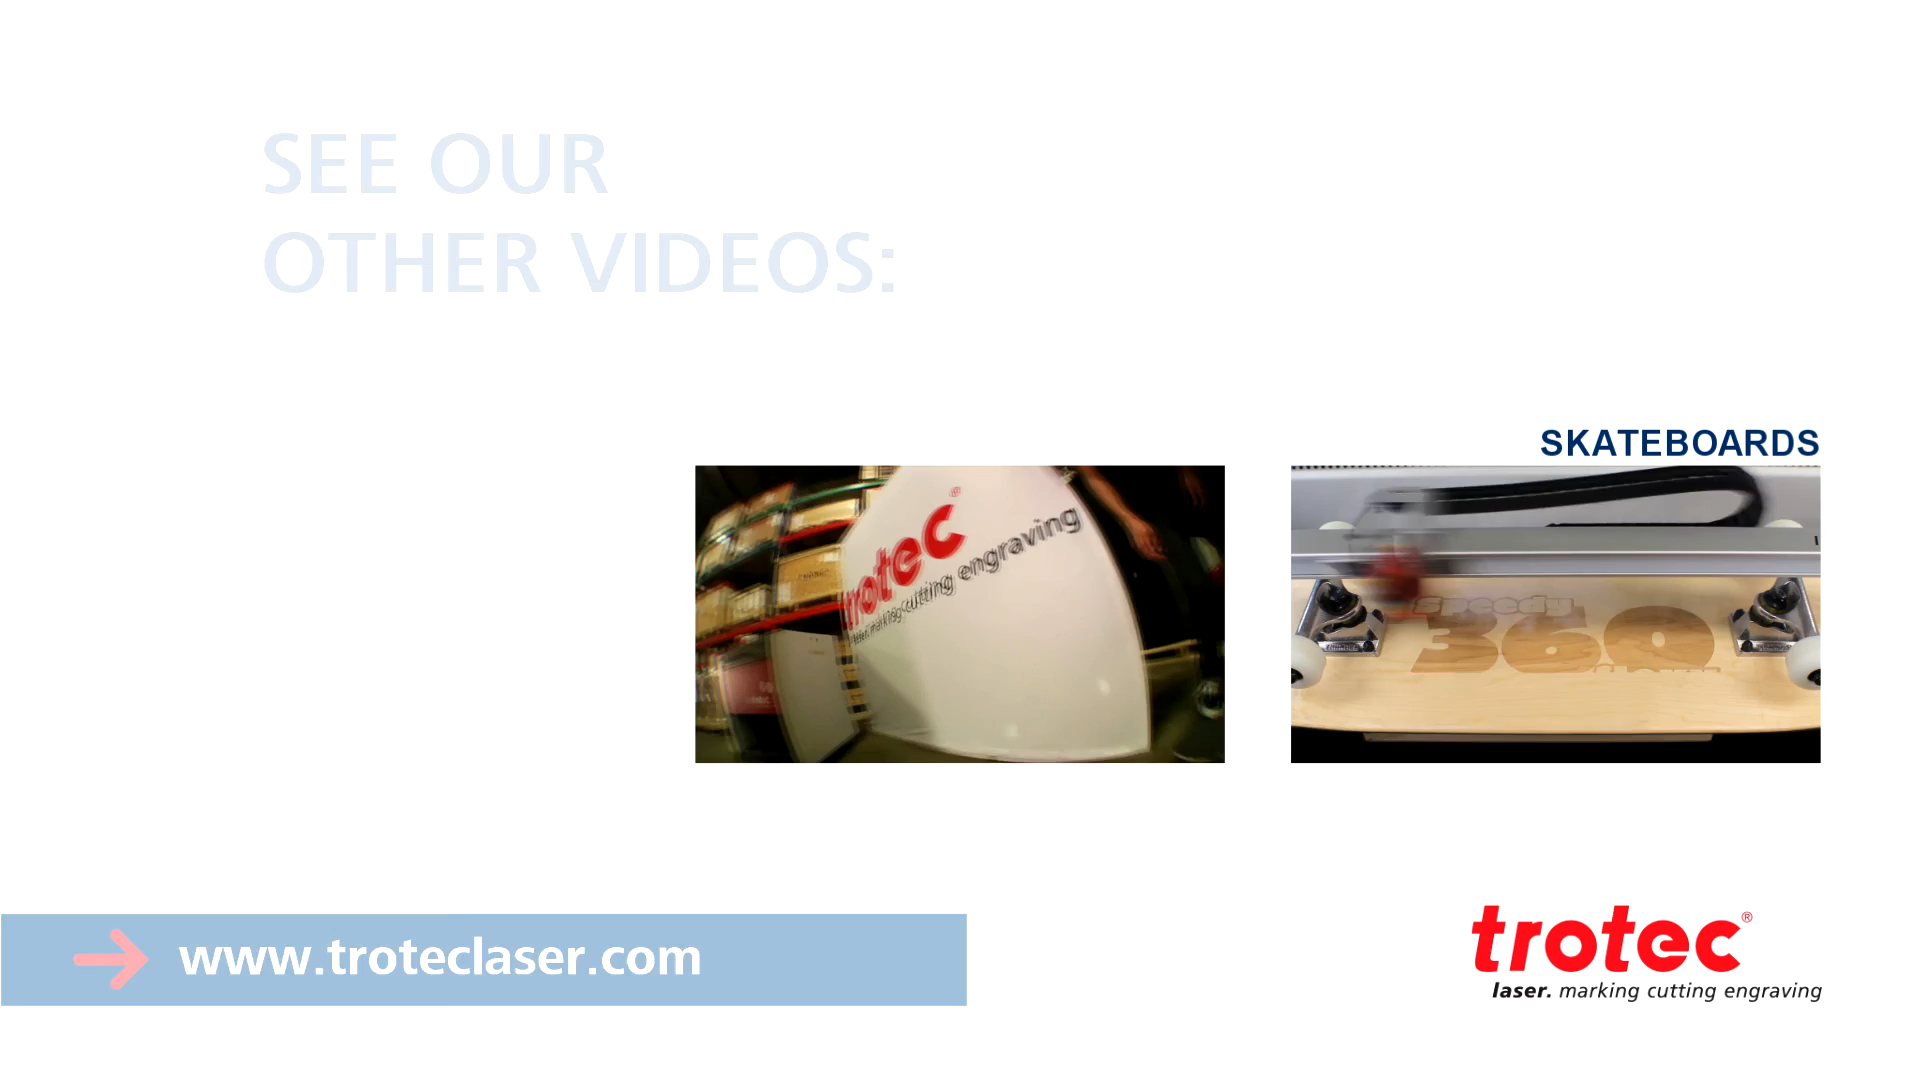 SEE OUR
OTHER VIDEOS:
SKATEBOARDS
trotec®
laser. marking cutting engraving
Speedy
360
www.troteclaser.com
trotec®
laser. marking cutting engraving